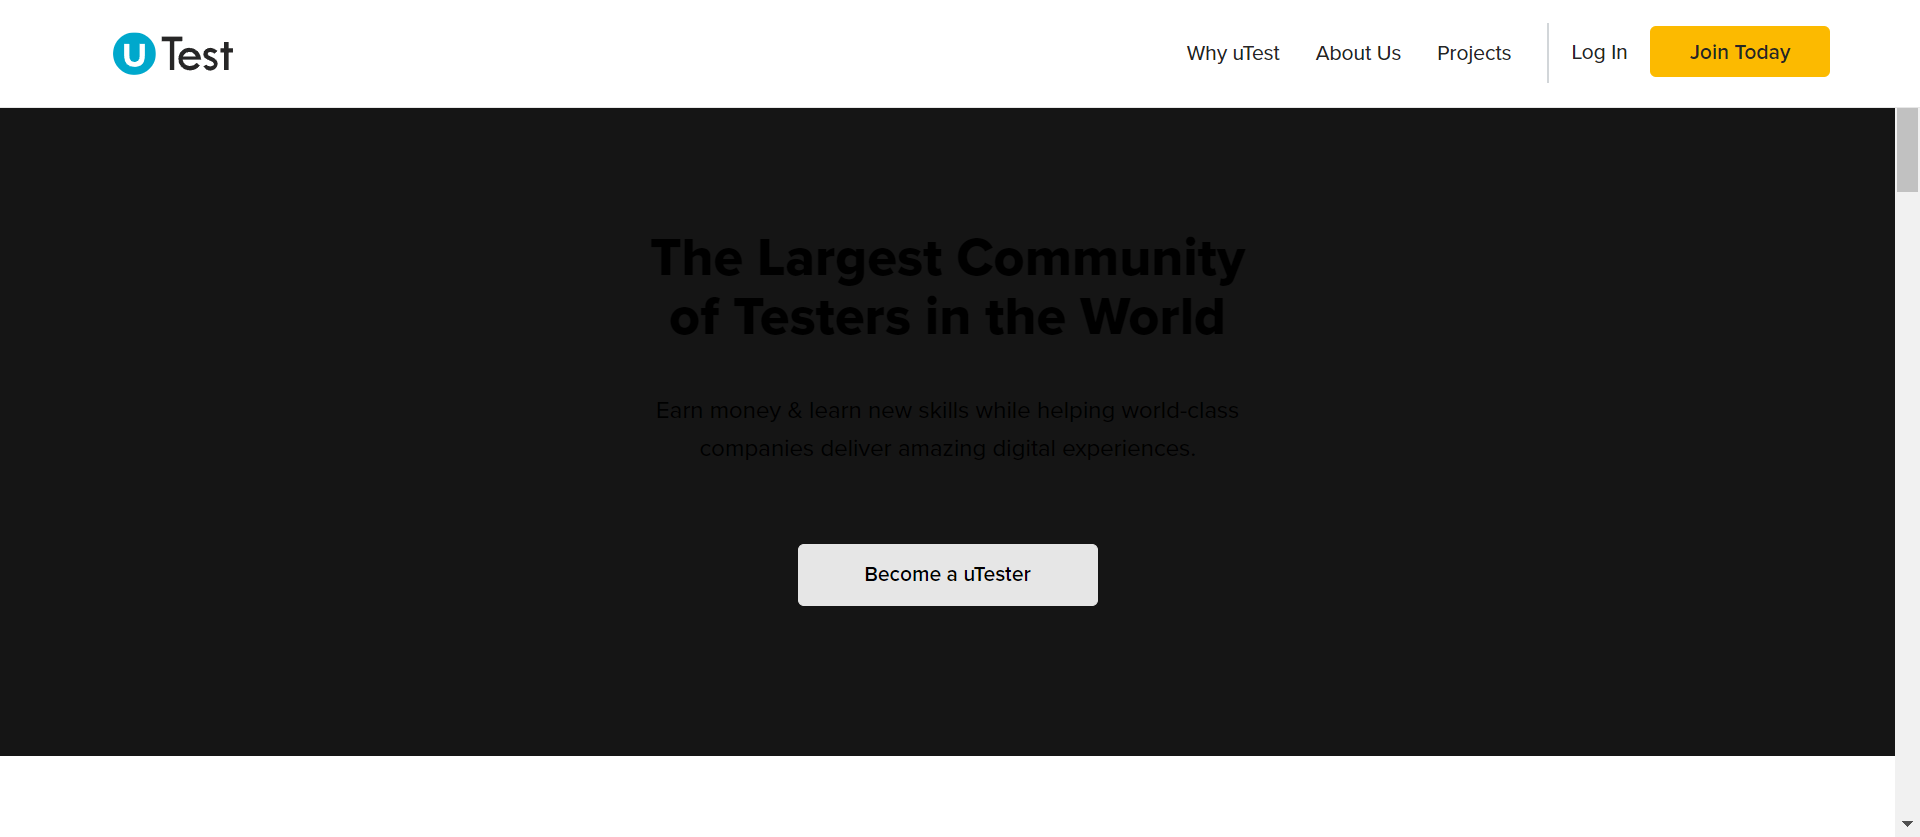 uTest
Why uTest
About Us
Projects
Log In
Join Today
The Largest Community
of Testers in the World
Earn money & learn new skills while helping world-class
companies deliver amazing digital experiences.
Become a uTester